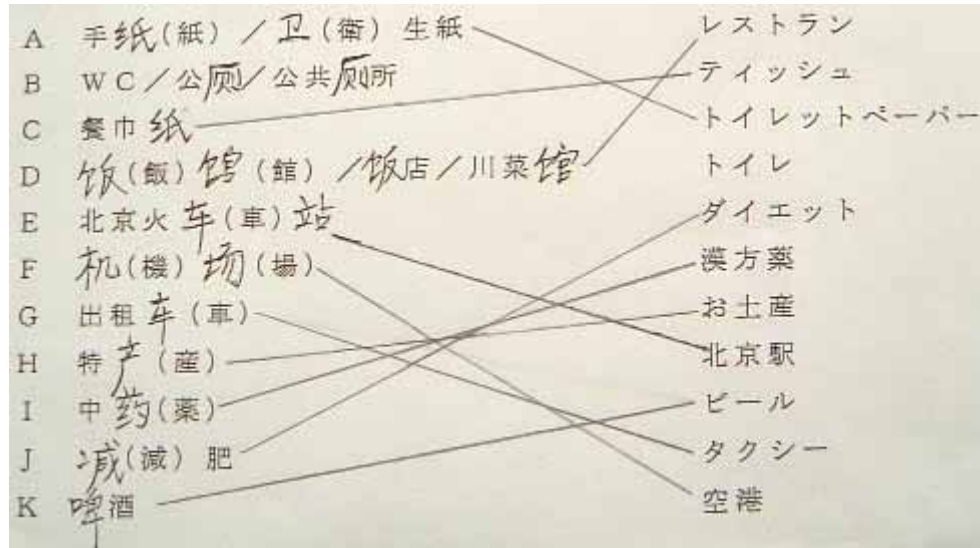 A 手纸(紙)／卫(衛)生紙 レストラン
B WC／公厕／公共厕所 ティッシュ
C 餐巾纸 トイレットペーパー
D 饭(飯)馆(館)／饭店／川菜馆 トイレ
E 北京火车(車)站 ダイエット
F 机(機)场(場) 漢方薬
G 出租车(車) お土産
H 特产(産) 北京駅
I 中药(薬) ビール
J 减(減)肥 タクシー
K 啤酒 空港